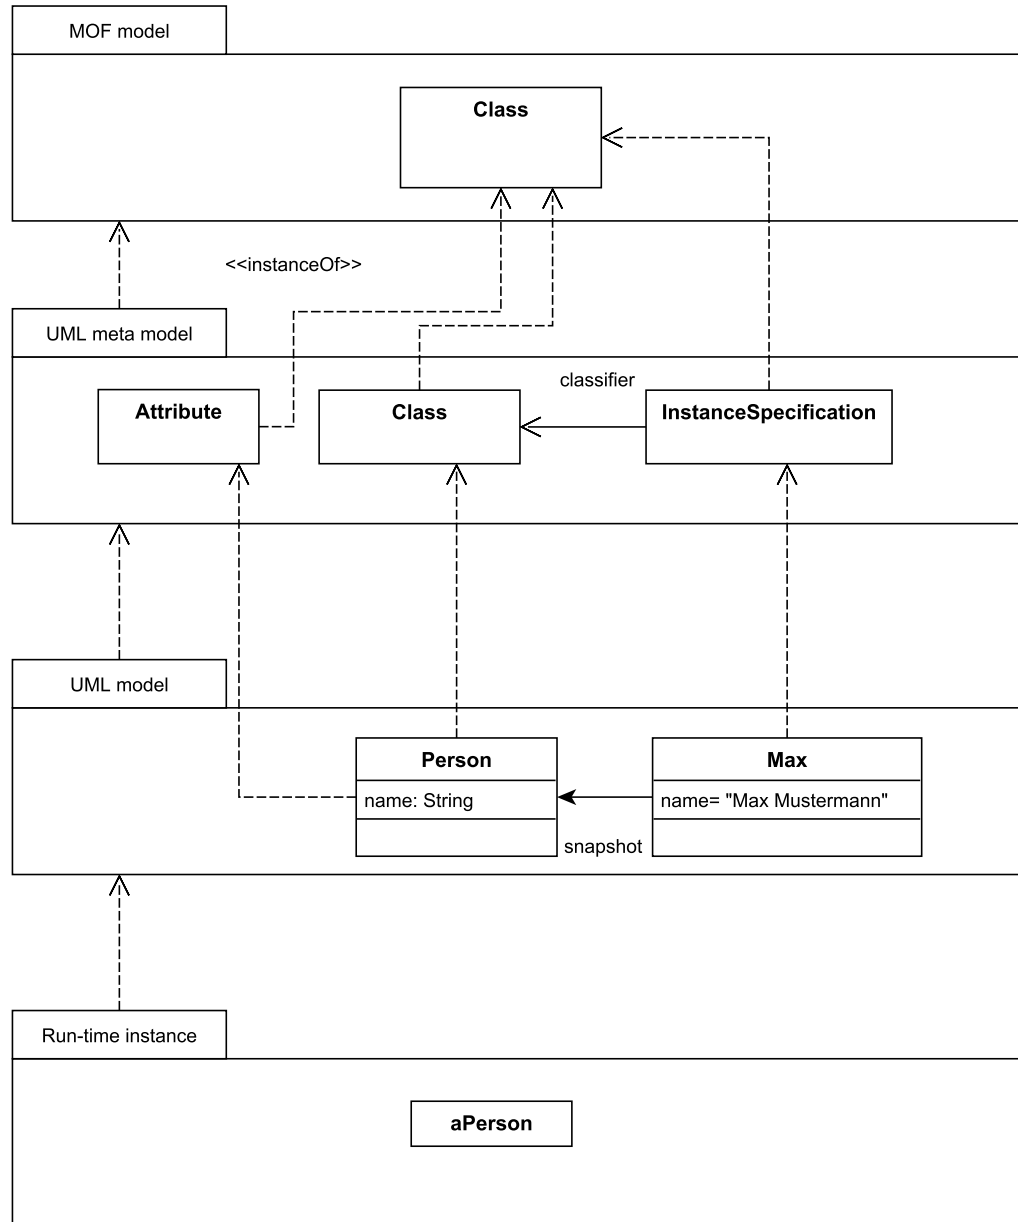 MOF model
Class
<<instanceOf>>
UML meta model
Attribute
Class
classifier
InstanceSpecification
UML model
Person
name: String
Max
name= "Max Mustermann"
snapshot
Run-time instance
aPerson